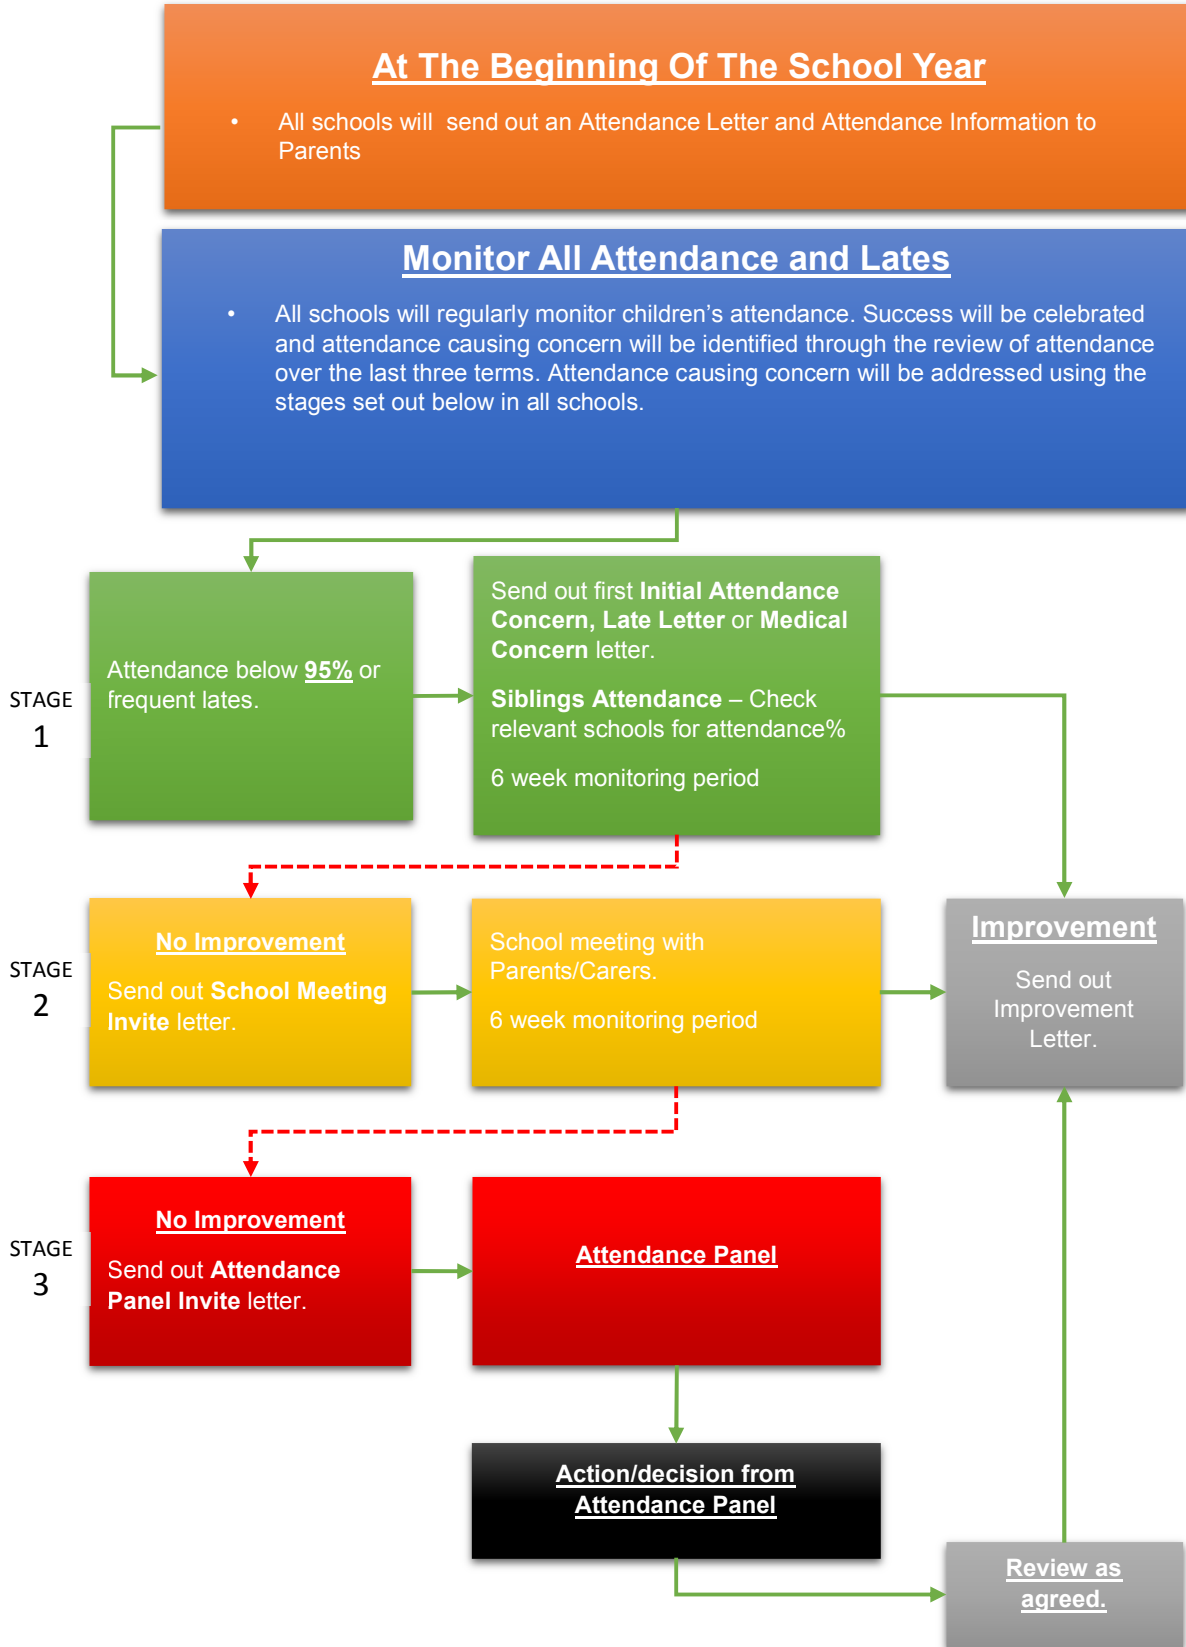 At The Beginning Of The School Year
• All schools will send out an Attendance Letter and Attendance Information to
Parents
Monitor All Attendance and Lates
• All schools will regularly monitor children’s attendance. Success will be celebrated
and attendance causing concern will be identified through the review of attendance
over the last three terms. Attendance causing concern will be addressed using the
stages set out below in all schools.
STAGE
1
Attendance below 95% or
frequent lates.
Send out first Initial Attendance
Concern, Late Letter or Medical
Concern letter.
Siblings Attendance – Check
relevant schools for attendance%
6 week monitoring period
STAGE
2
No Improvement
Send out School Meeting
Invite letter.
School meeting with
Parents/Carers.
6 week monitoring period
Improvement
Send out
Improvement
Letter.
STAGE
3
No Improvement
Send out Attendance
Panel Invite letter.
Attendance Panel
Action/decision from
Attendance Panel
Review as
agreed.